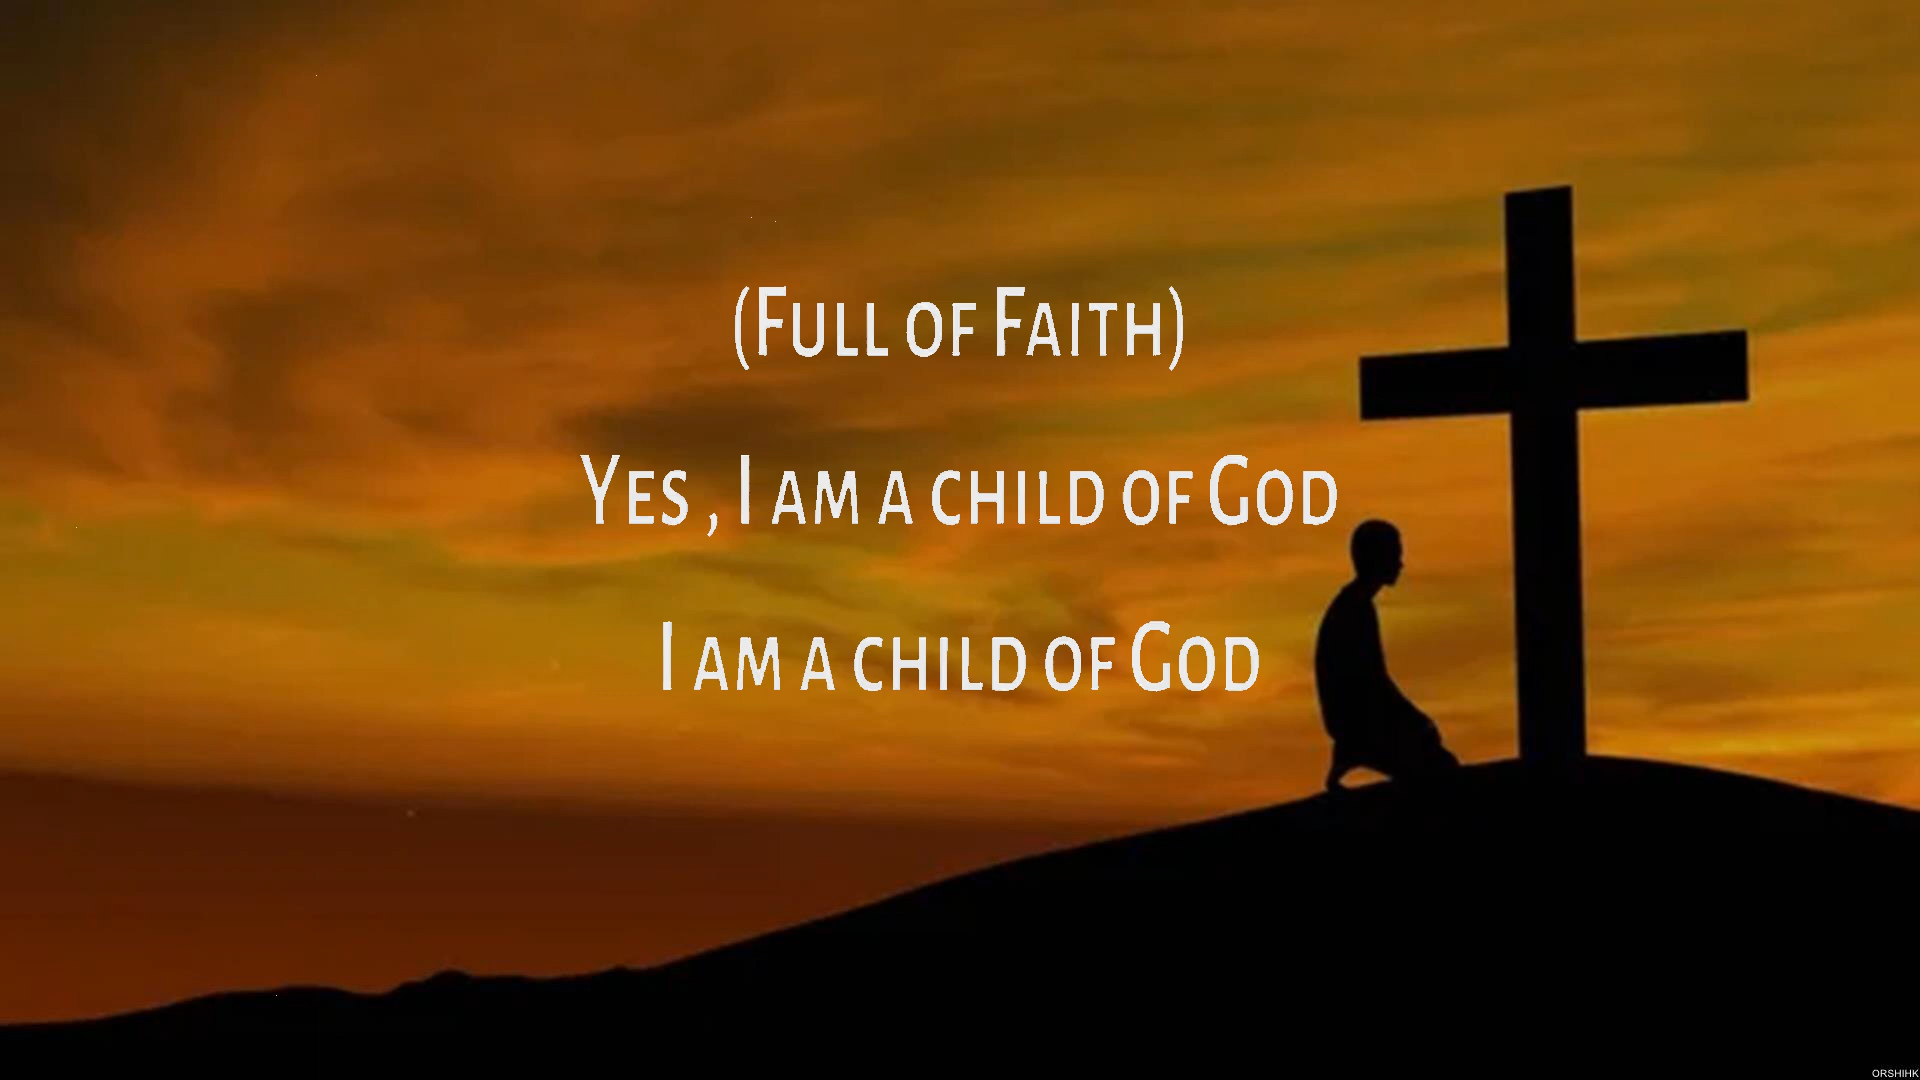 (Full of Faith)
Yes , I am a child of God
I am a child of God
ORSHIHK